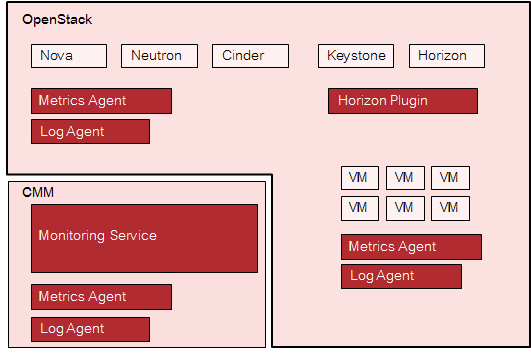 OpenStack
Nova Neutron Cinder Keystone Horizon
Metrics Agent Horizon Plugin
Log Agent
VM VM VM
CMM
VM VM VM
Monitoring Service
Metrics Agent
Log Agent
Metrics Agent
Log Agent